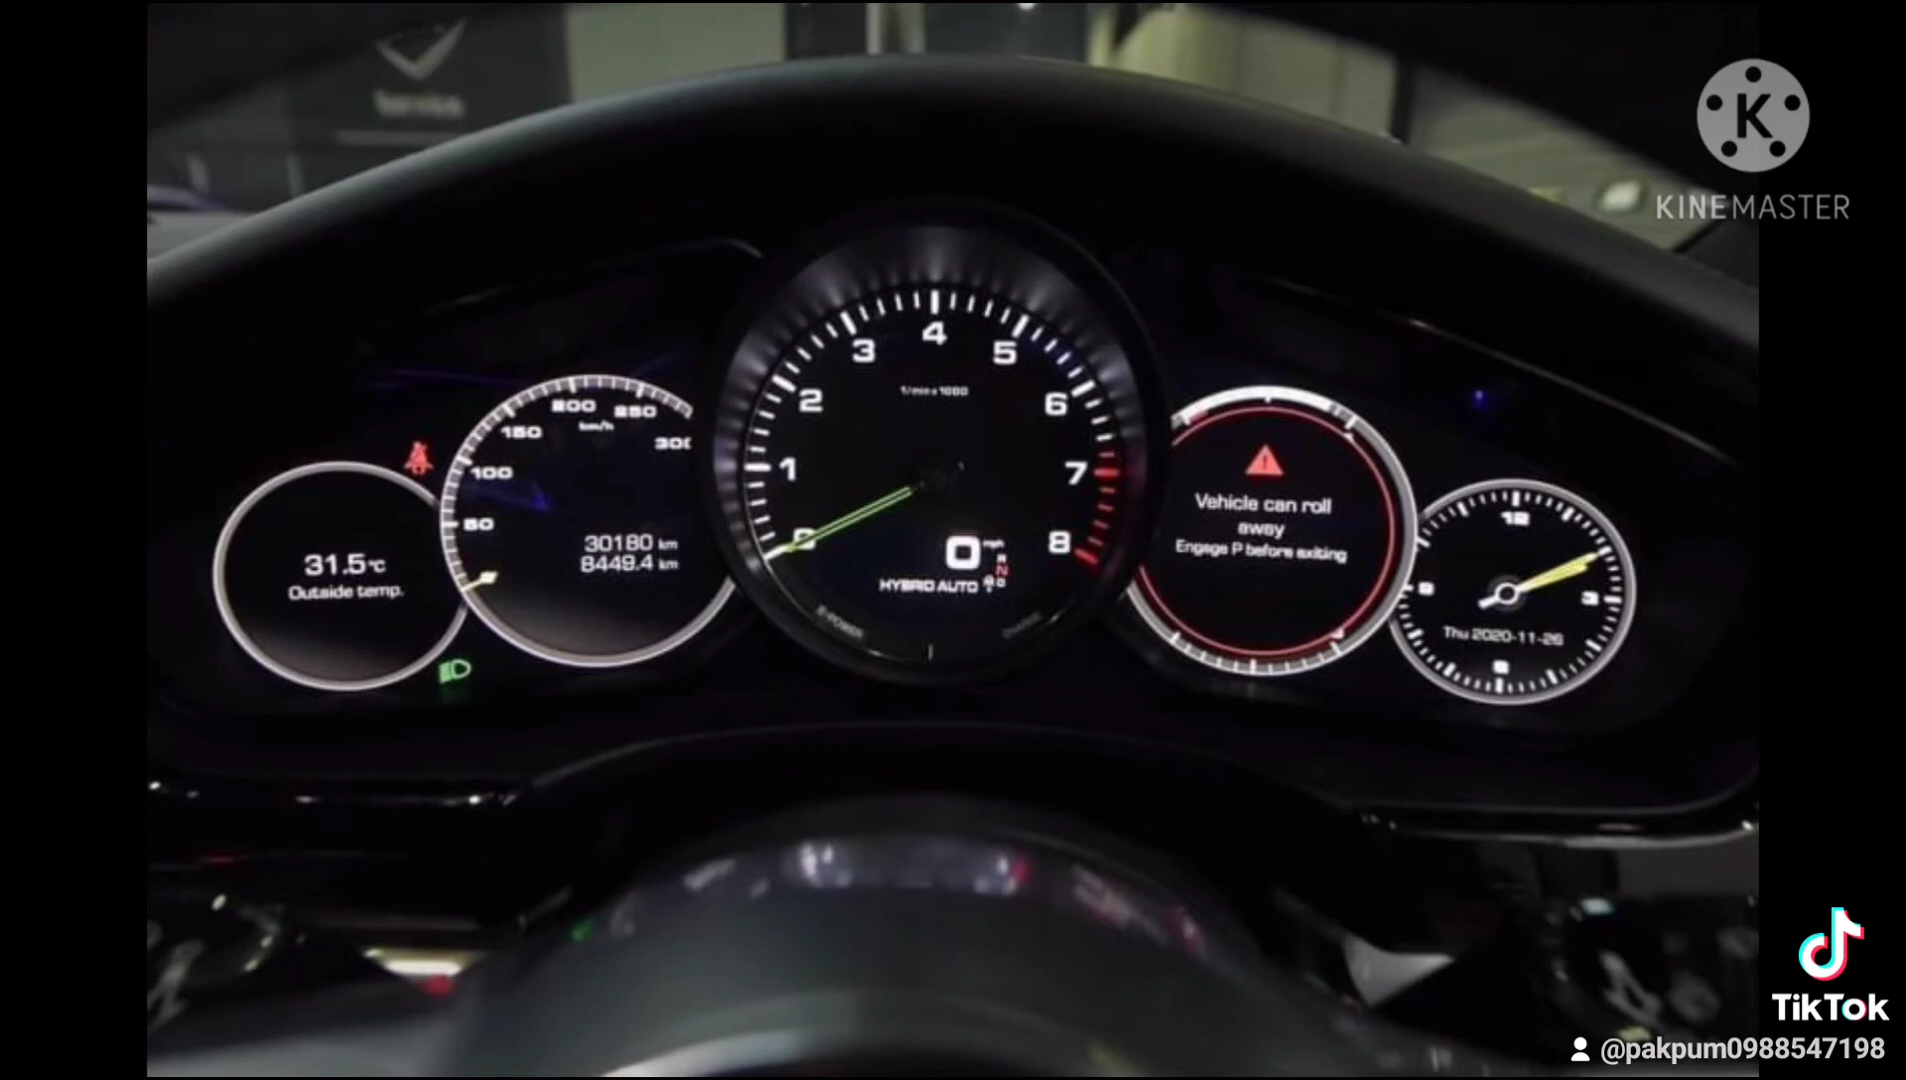 K
KINEMASTER
31.5°C
Outside temp.
50
100
150
200
250
300
km/h
30180 km
8449.4 km
0
1
2
3
4
5
6
7
8
1/min x 1000
0 mph
R
N
D
HYBRID AUTO
E-POWER
Vehicle can roll
away
Engage P before exiting
12
3
Thu 2020-11-26
TikTok
@pakpum0988547198